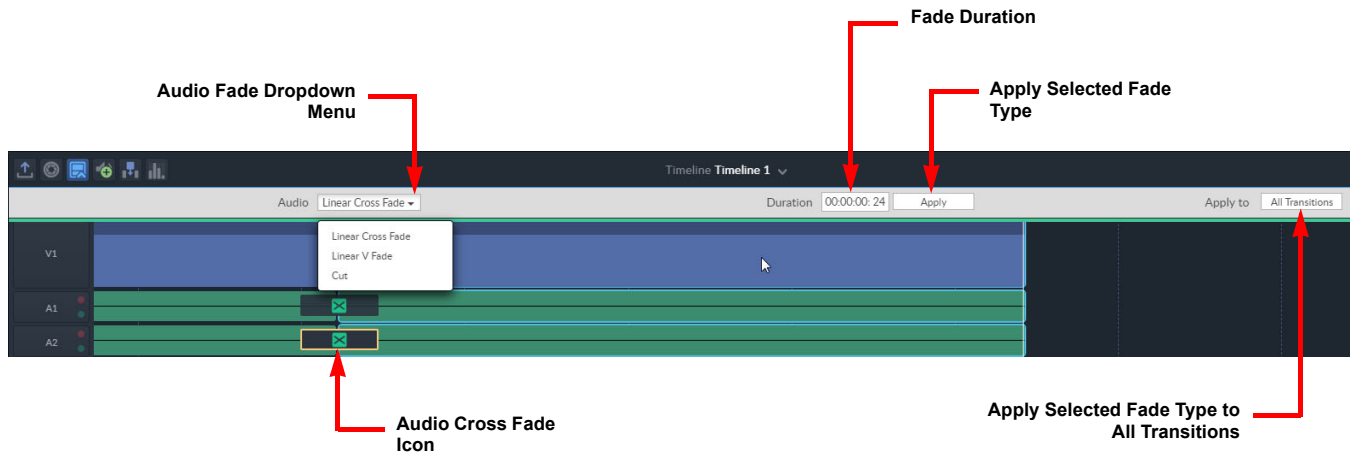 Fade Duration
Audio Fade Dropdown
Menu
Apply Selected Fade
Type
Timeline Timeline 1
Audio Linear Cross Fade Duration 00:00:00: 24 Apply Apply to All Transitions
Linear Cross Fade
Linear V Fade
Cut
V1
A1
A2
Audio Cross Fade
Icon
Apply Selected Fade Type to
All Transitions